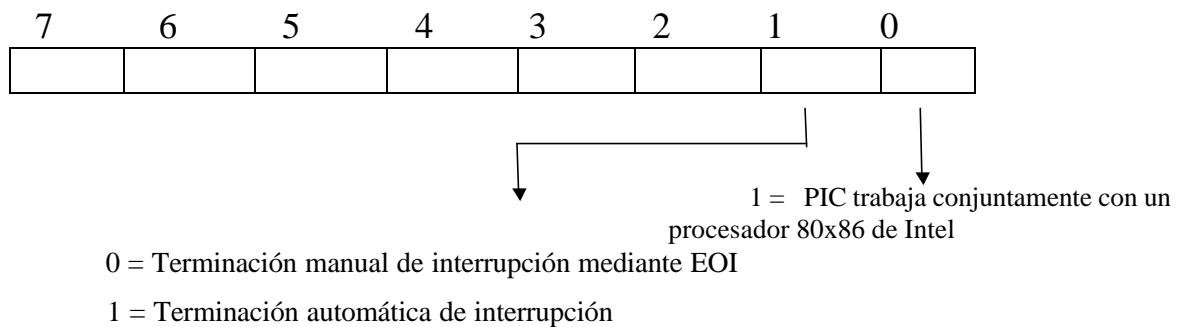 7 6 5 4 3 2 1 0
1 = PIC trabaja conjuntamente con un
procesador 80x86 de Intel
0 = Terminación manual de interrupción mediante EOI
1 = Terminación automática de interrupción